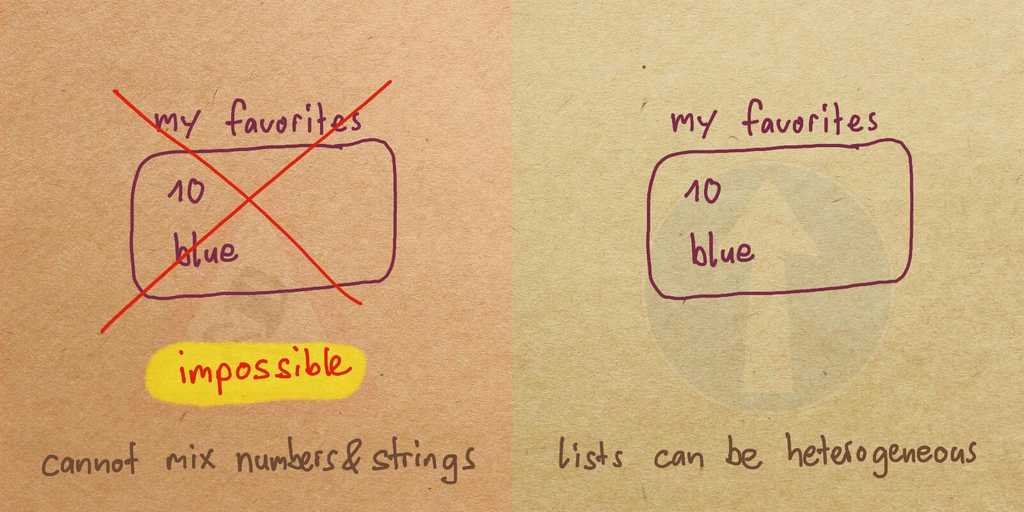 my favorites
10
blue
impossible
cannot mix numbers & strings
my favorites
10
blue
lists can be heterogeneous